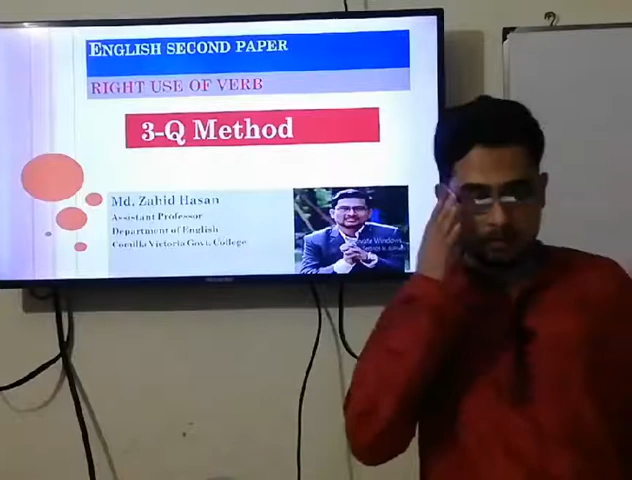 ENGLISH SECOND PAPER
RIGHT USE OF VERB
3-Q Method
Md. Zahid Hasan
Assistant Professor
Department of English
Comilla Victoria Govt. College
Windows